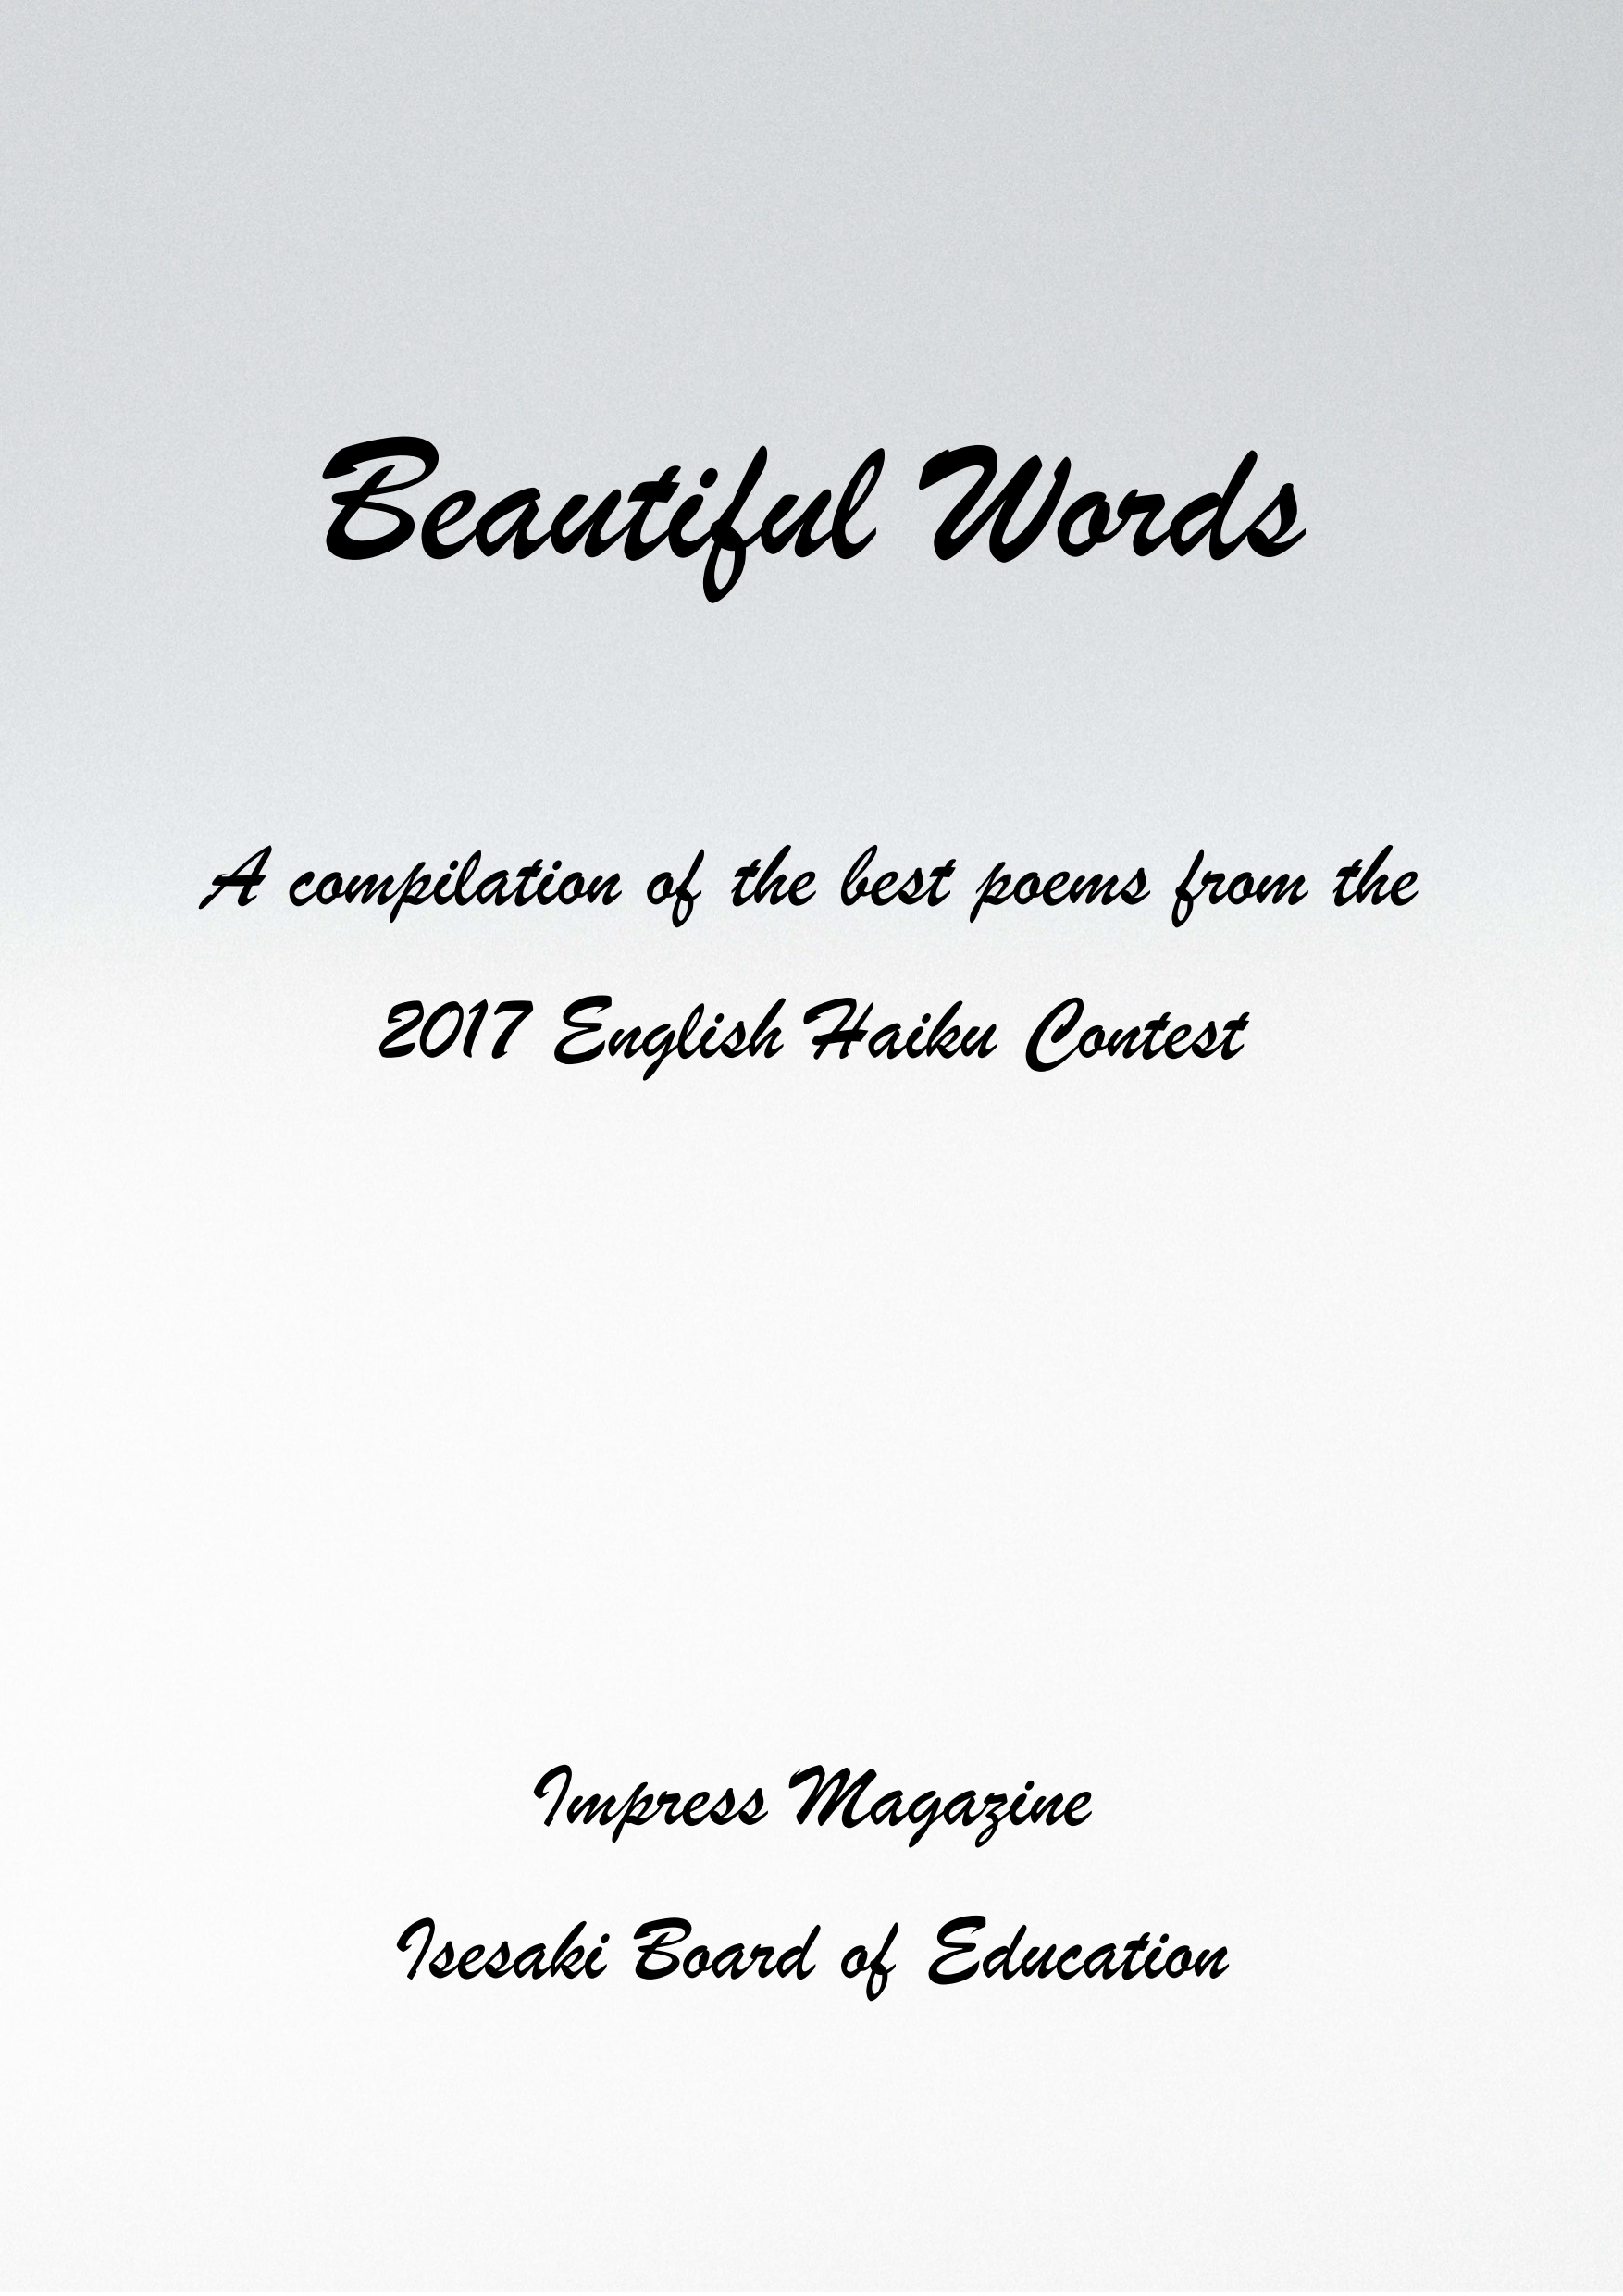 Beautiful Words
A compilation of the best poems from the
2017 English Haiku Contest
Impress Magazine
Isesaki Board of Education